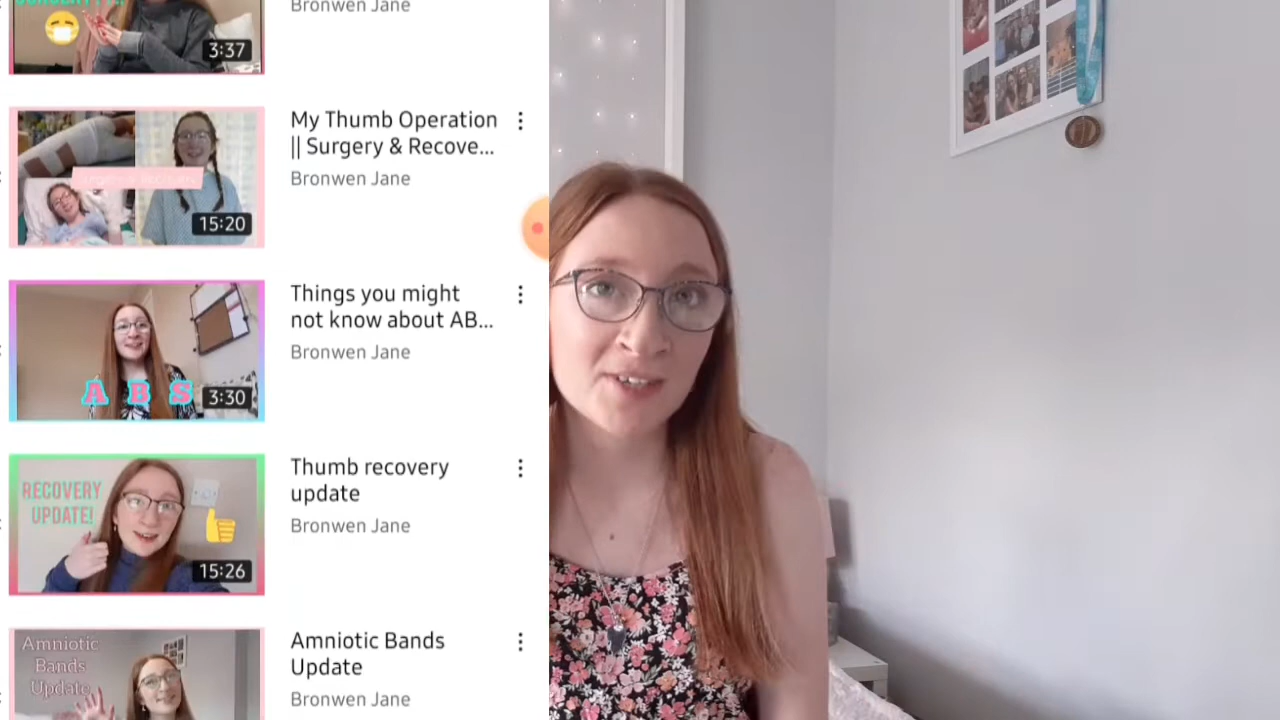 Bronwen Jane
3:37
My Thumb Operation
|| Surgery & Recove...
Bronwen Jane
15:20
Things you might
not know about AB...
Bronwen Jane
A B S
3:30
Thumb recovery
update
Bronwen Jane
RECOVERY
UPDATE!
15:26
Amniotic Bands
Update
Bronwen Jane
Amniotic
Bands
Update